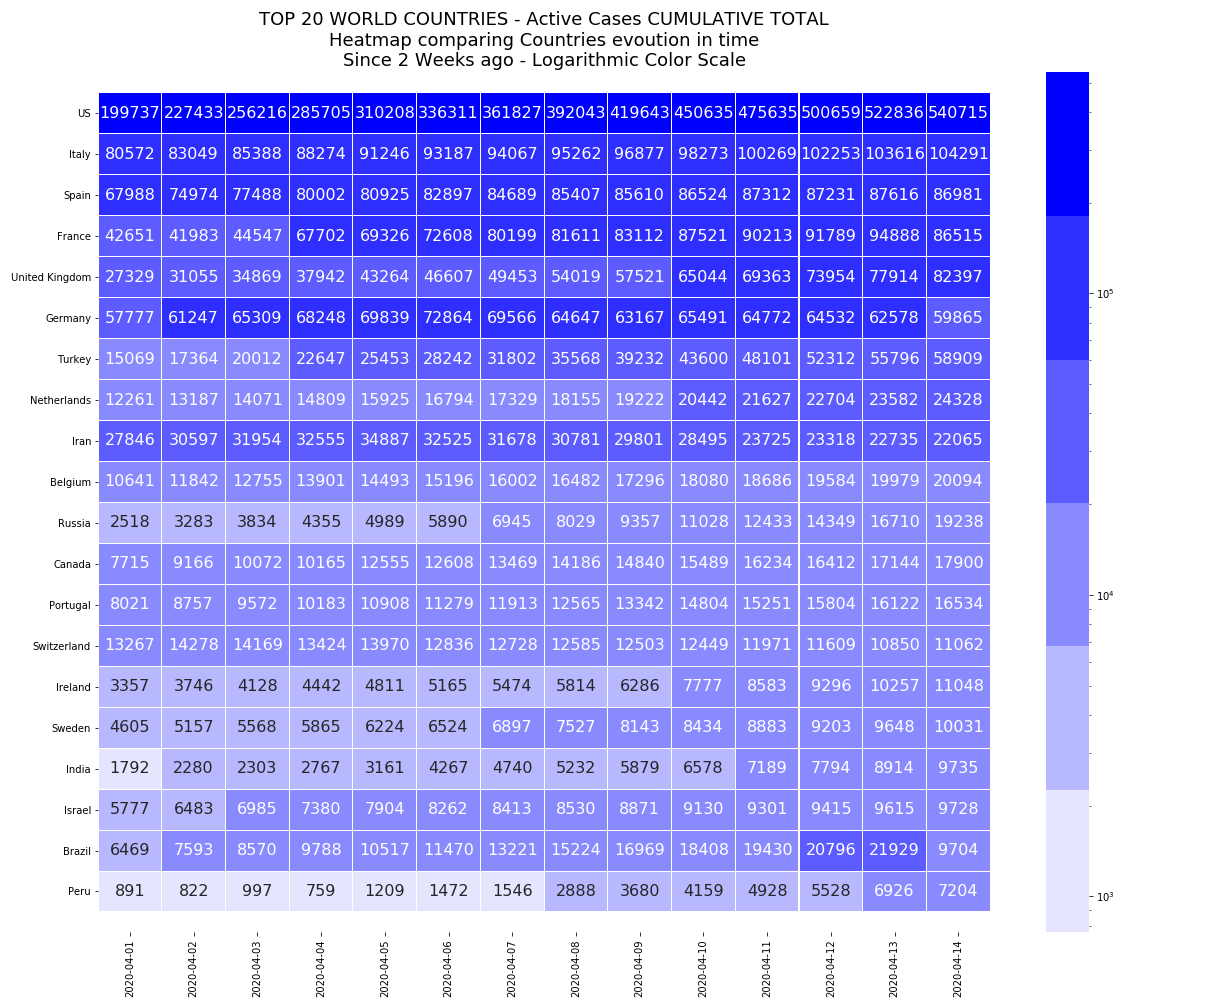 TOP 20 WORLD COUNTRIES - Active Cases CUMULATIVE TOTAL
Heatmap comparing Countries evoution in time
Since 2 Weeks ago - Logarithmic Color Scale
US 199737 227433 256216 285705 310208 336311 361827 392043 419643 450635 475635 500659 522836 540715
Italy 80572 83049 85388 88274 91246 93187 94067 95262 96877 98273 100269 102253 103616 104291
Spain 67988 74974 77488 80002 80925 82897 84689 85407 85610 86524 87312 87231 87616 86981
France 42651 41983 44547 67702 69326 72608 80199 81611 83112 87521 90213 91789 94888 86515
United Kingdom 27329 31055 34869 37942 43264 46607 49453 54019 57521 65044 69363 73954 77914 82397
Germany 57777 61247 65309 68248 69839 72864 69566 64647 63167 65491 64772 64532 62578 59865
Turkey 15069 17364 20012 22647 25453 28242 31802 35568 39232 43600 48101 52312 55796 58909
Netherlands 12261 13187 14071 14809 15925 16794 17329 18155 19222 20442 21627 22704 23582 24328
Iran 27846 30597 31954 32555 34887 32525 31678 30781 29801 28495 23725 23318 22735 22065
Belgium 10641 11842 12755 13901 14493 15196 16002 16482 17296 18080 18686 19584 19979 20094
Russia 2518 3283 3834 4355 4989 5890 6945 8029 9357 11028 12433 14349 16710 19238
Canada 7715 9166 10072 10165 12555 12608 13469 14186 14840 15489 16234 16412 17144 17900
Portugal 8021 8757 9572 10183 10908 11279 11913 12565 13342 14804 15251 15804 16122 16534
Switzerland 13267 14278 14169 13424 13970 12836 12728 12585 12503 12449 11971 11609 10850 11062
Ireland 3357 3746 4128 4442 4811 5165 5474 5814 6286 7777 8583 9296 10257 11048
Sweden 4605 5157 5568 5865 6224 6524 6897 7527 8143 8434 8883 9203 9648 10031
India 1792 2280 2303 2767 3161 4267 4740 5232 5879 6578 7189 7794 8914 9735
Israel 5777 6483 6985 7380 7904 8262 8413 8530 8871 9130 9301 9415 9615 9728
Brazil 6469 7593 8570 9788 10517 11470 13221 15224 16969 18408 19430 20796 21929 9704
Peru 891 822 997 759 1209 1472 1546 2888 3680 4159 4928 5528 6926 7204
2020-04-01 2020-04-02 2020-04-03 2020-04-04 2020-04-05 2020-04-06 2020-04-07 2020-04-08 2020-04-09 2020-04-10 2020-04-11 2020-04-12 2020-04-13 2020-04-14
10⁵
10⁴
10³